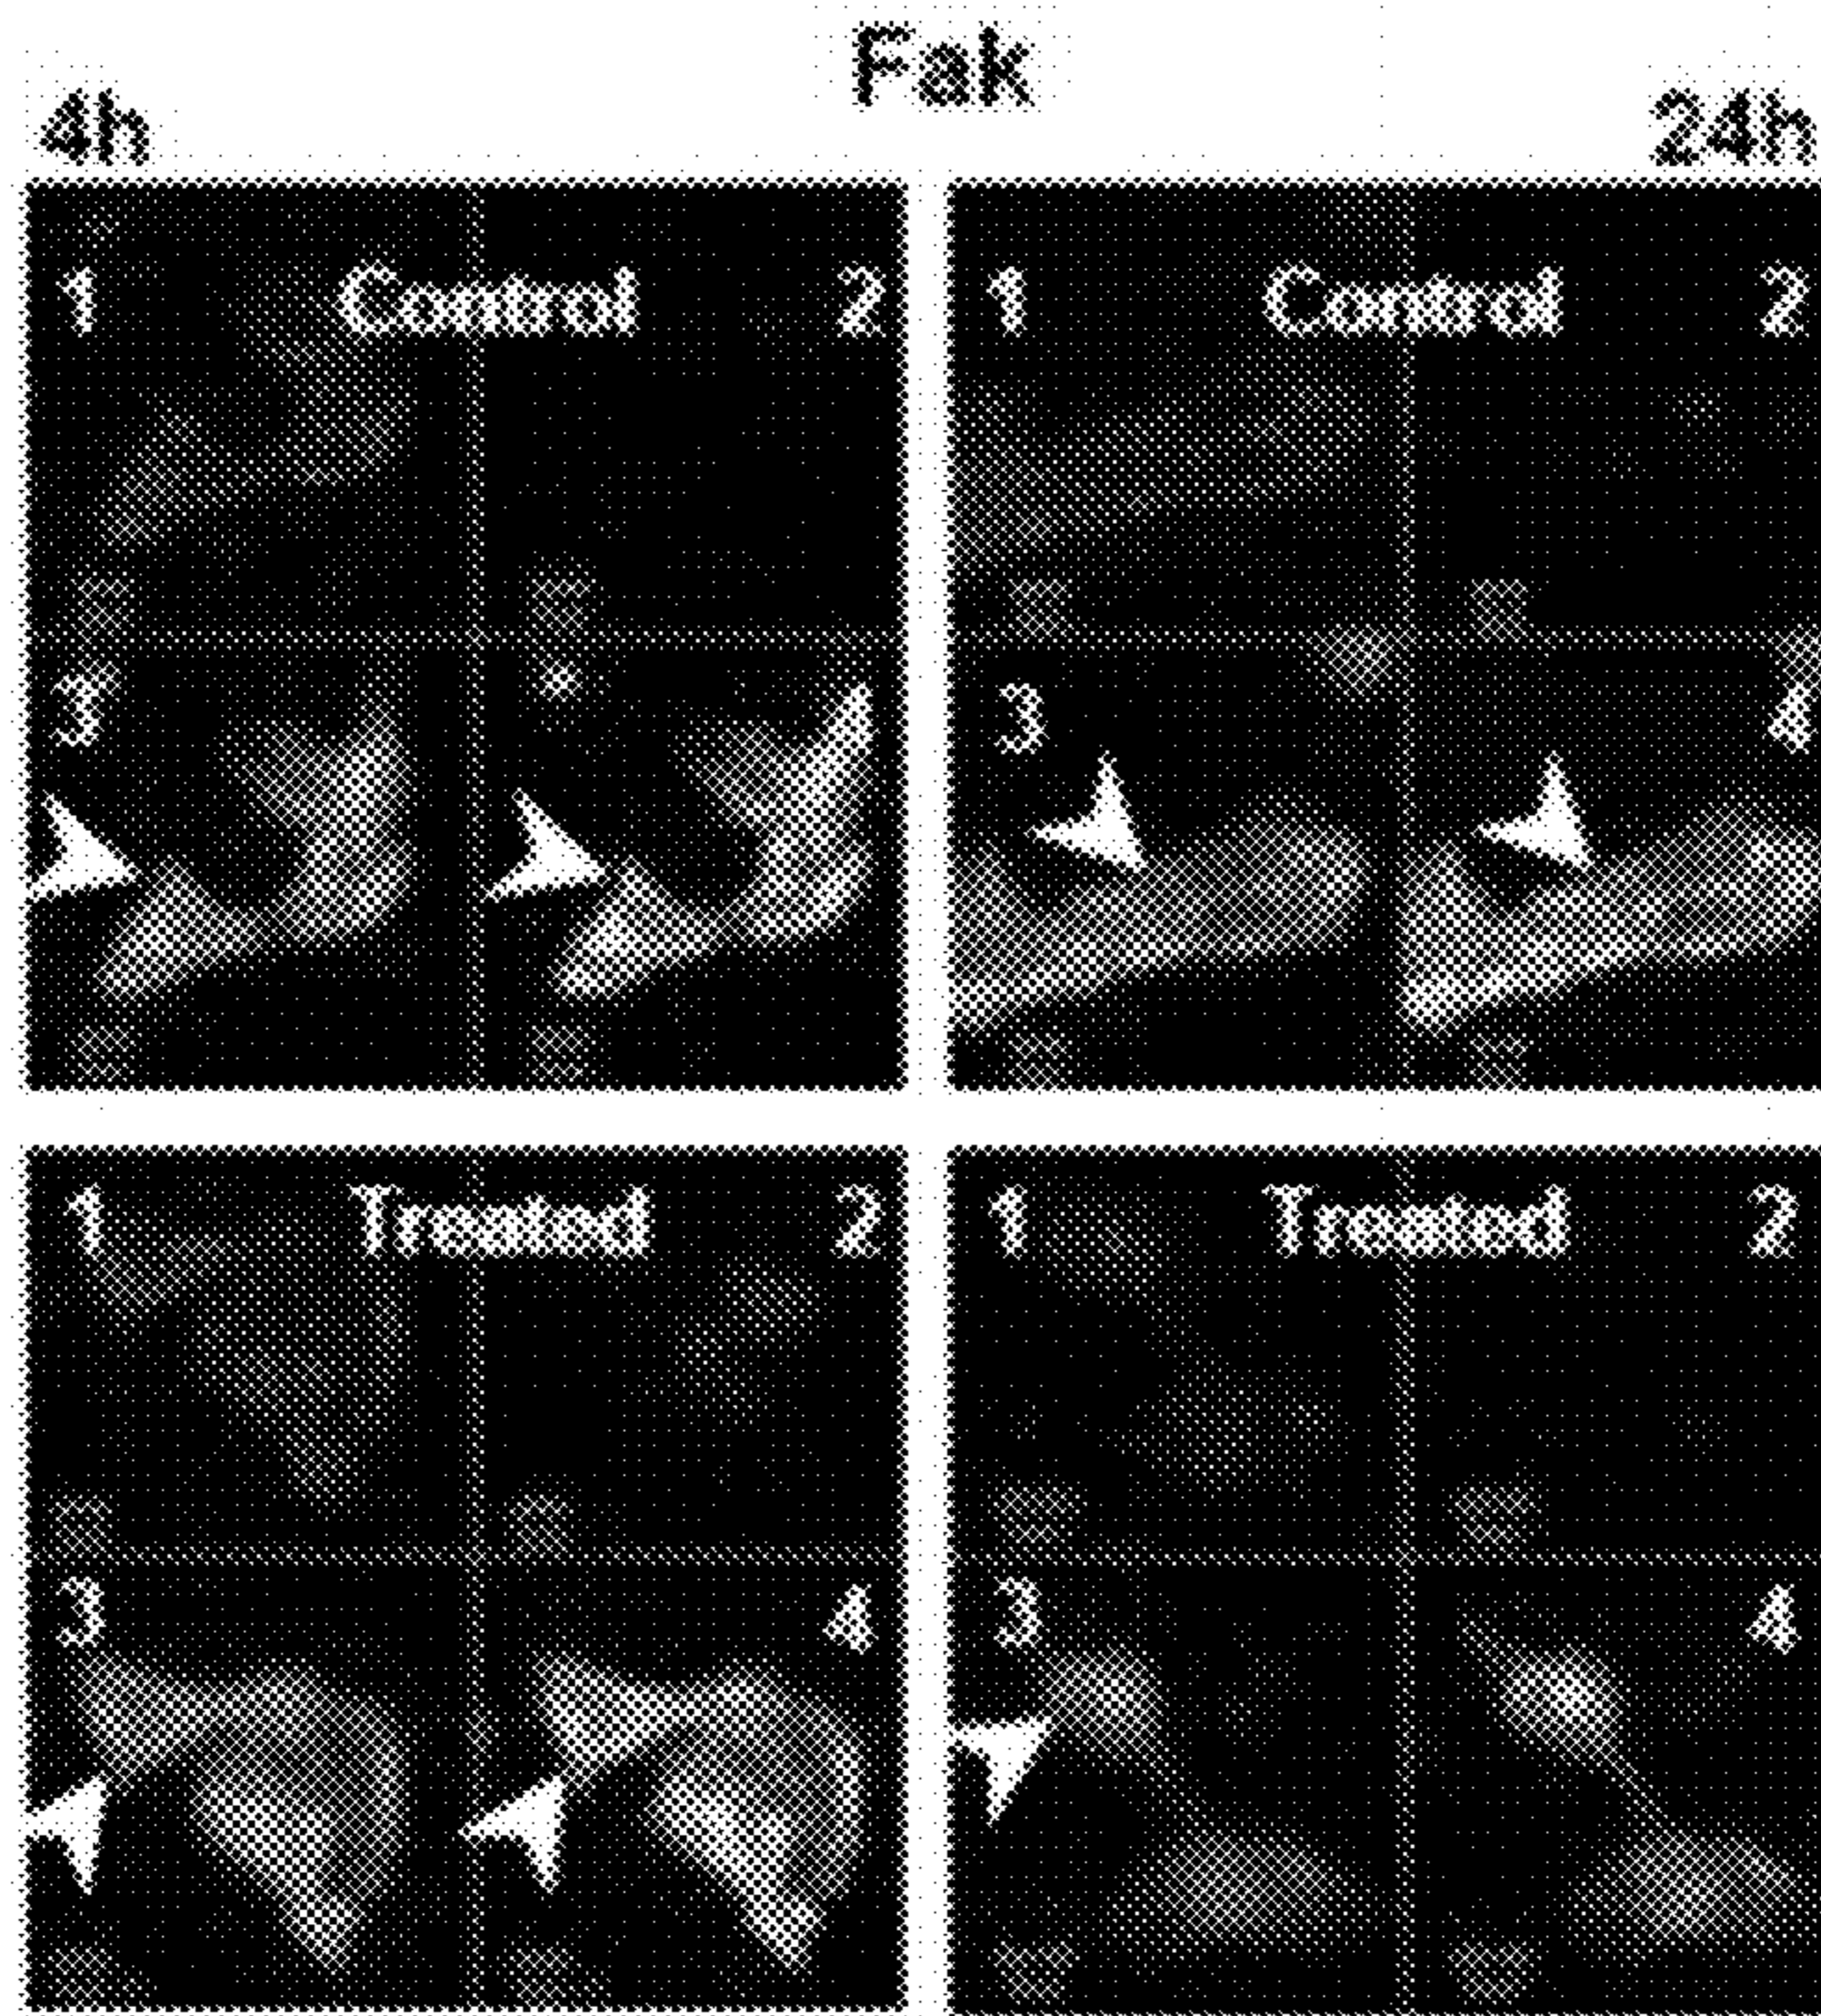 Fak
4h 24h
1 Control 2 1 Control 2
3 3 4
1 Treated 2 1 Treated 2
3 4 3 4